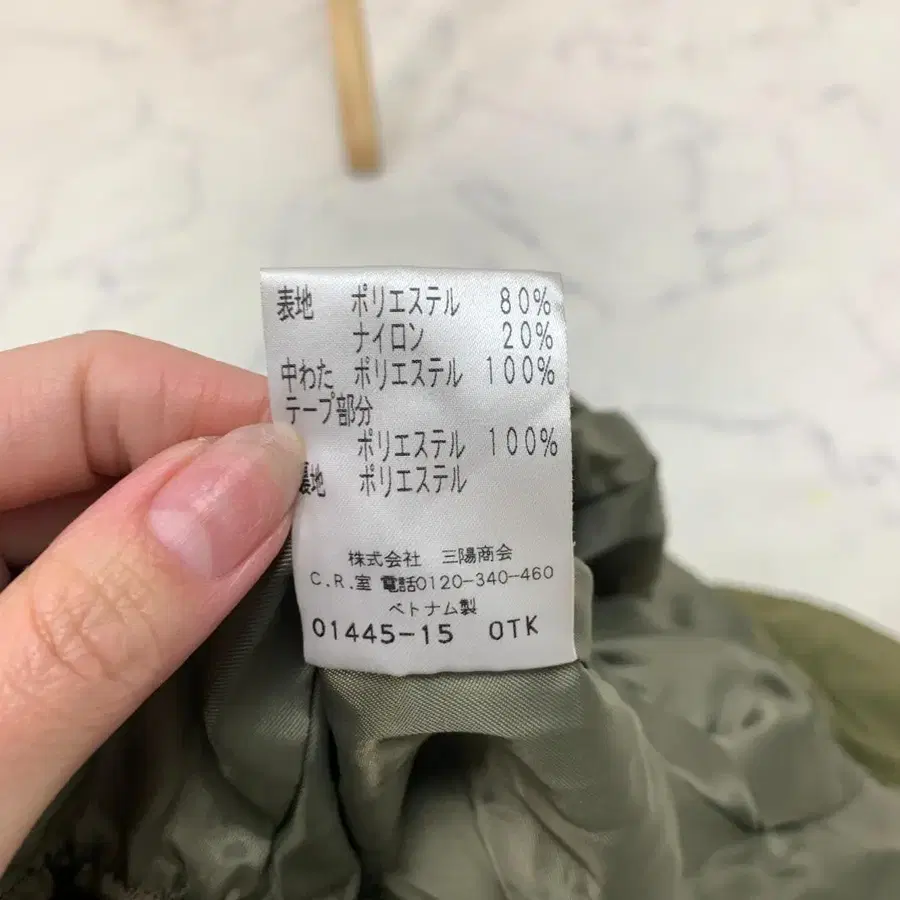 表地 ポリエステル 80%
ナイロン 20%
中わた ポリエステル 100%
テープ部分
ポリエステル 100%
裏地 ポリエステル
株式会社 三陽商会
C.R.室 電話0120-340-460
ベトナム製
01445-15 OTK